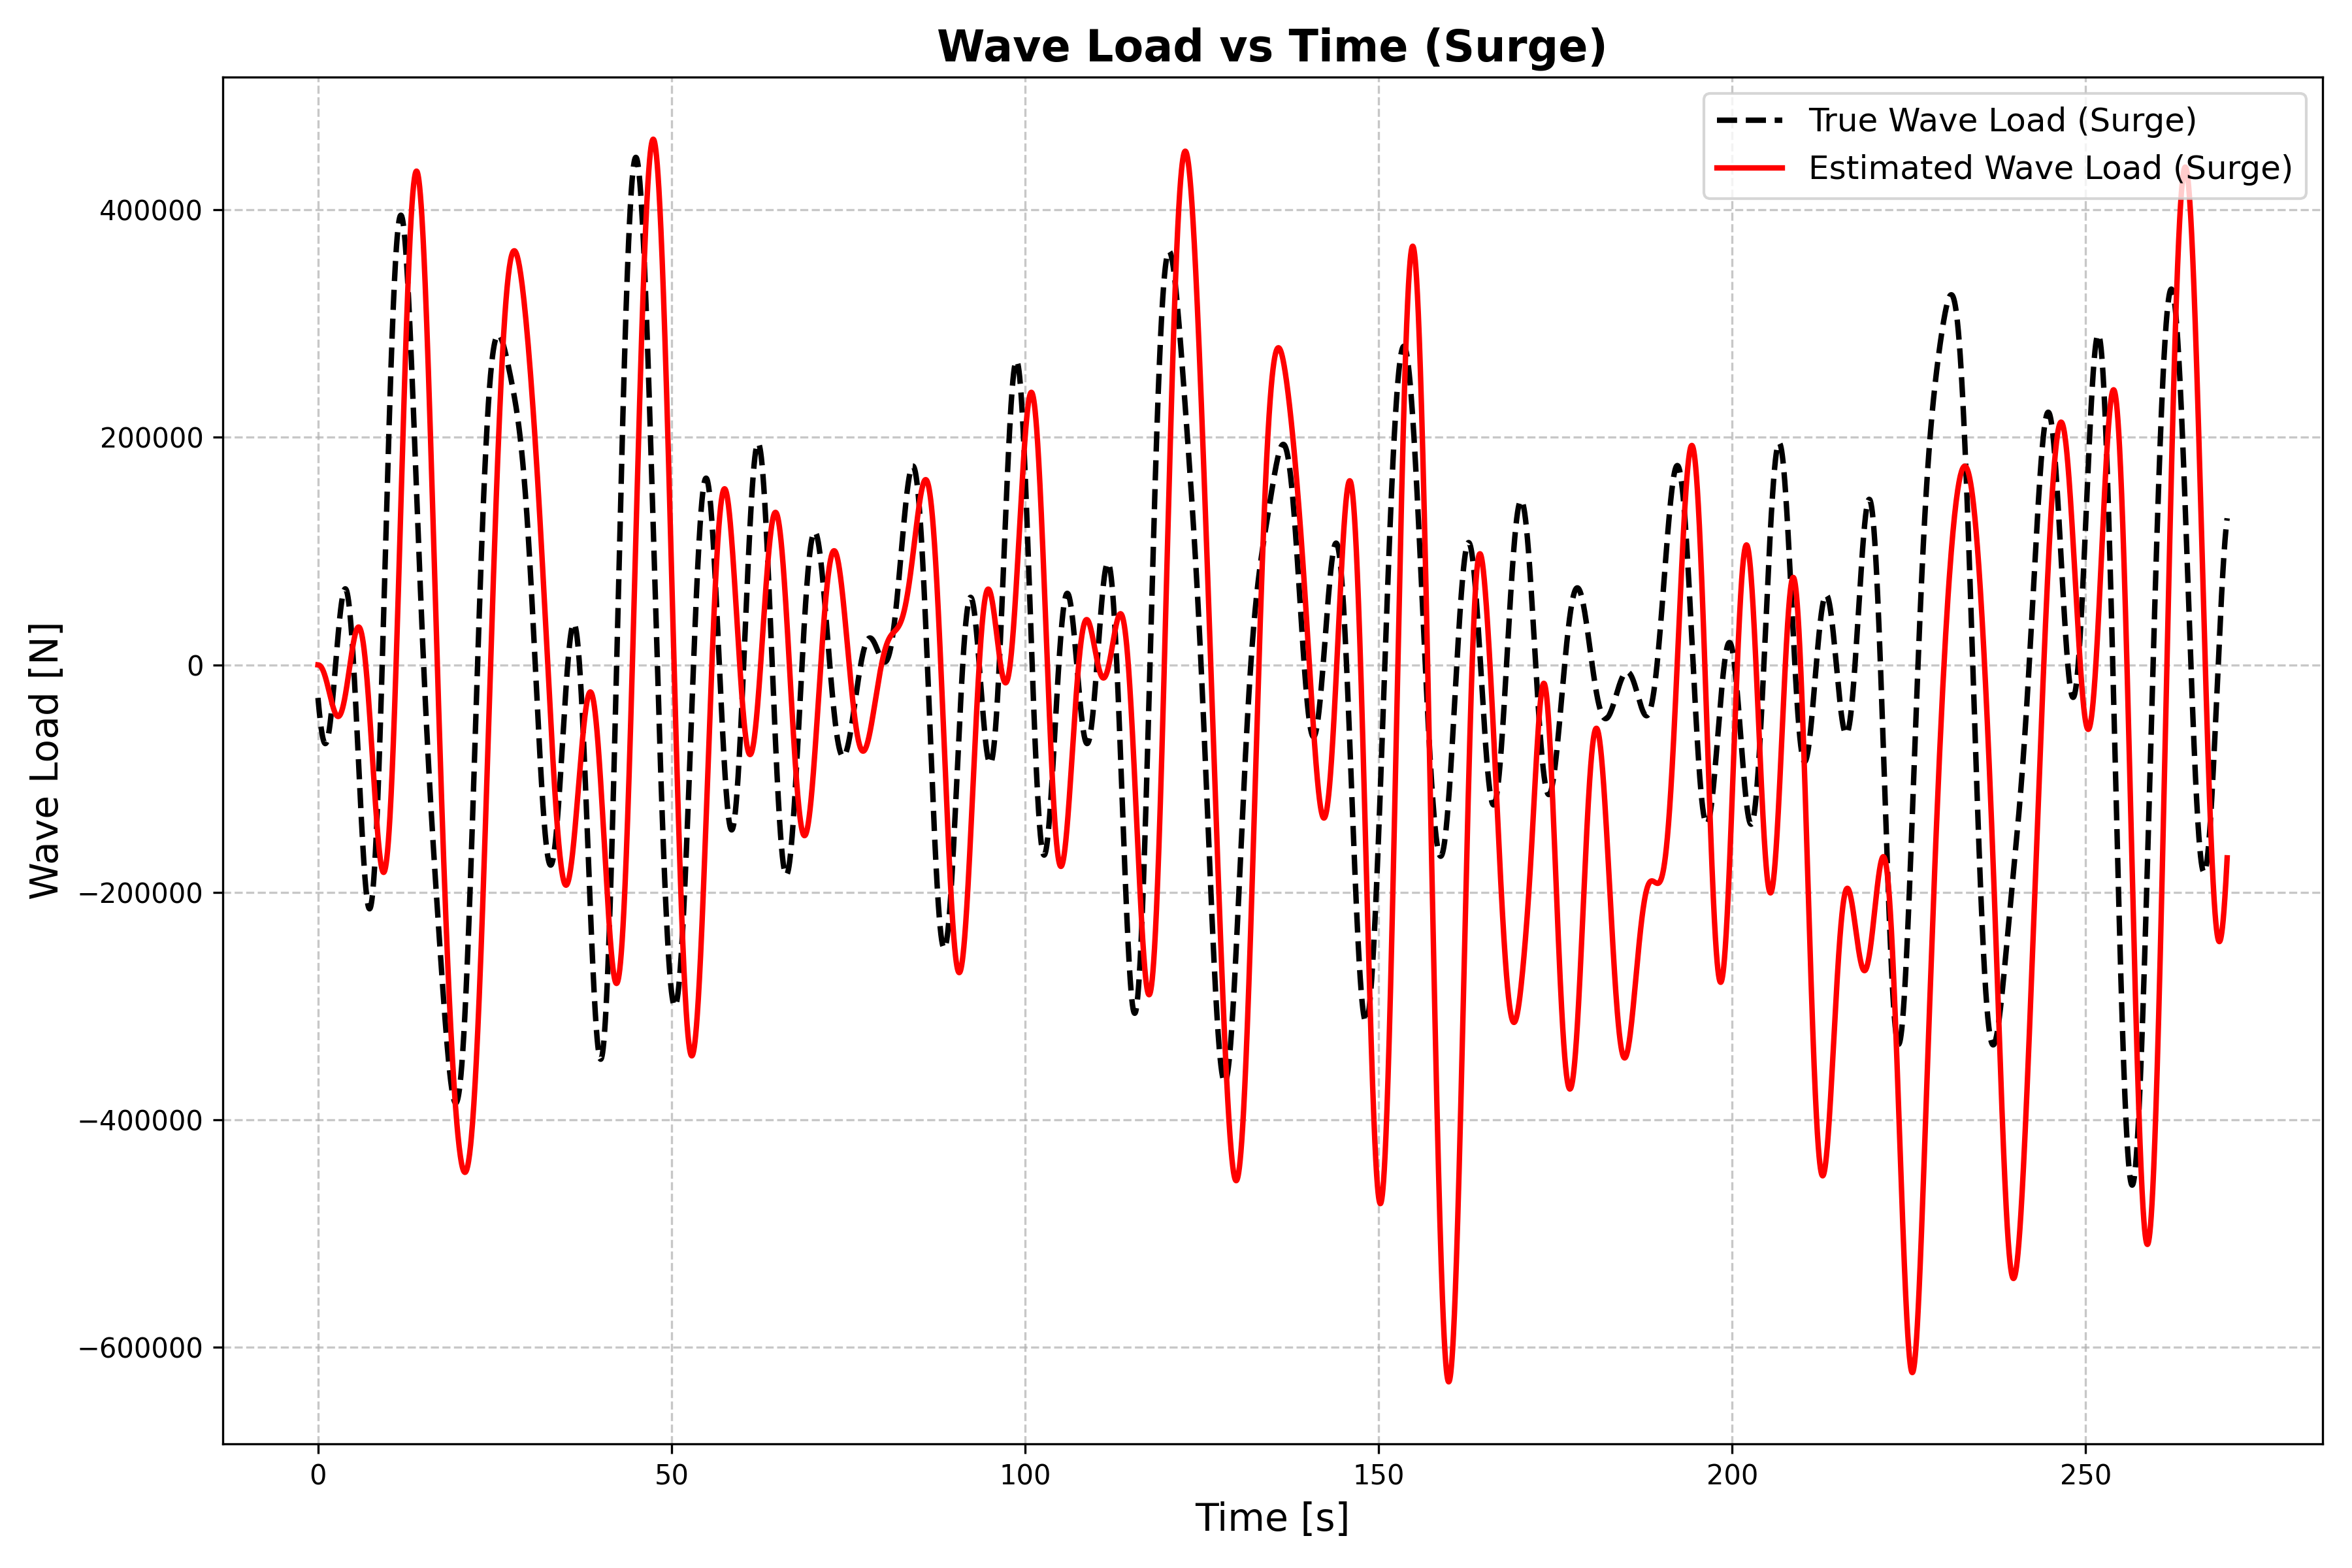 Wave Load vs Time (Surge)
True Wave Load (Surge)
Estimated Wave Load (Surge)
Wave Load [N]
400000
200000
0
−200000
−400000
−600000
0
50
100
150
200
250
Time [s]